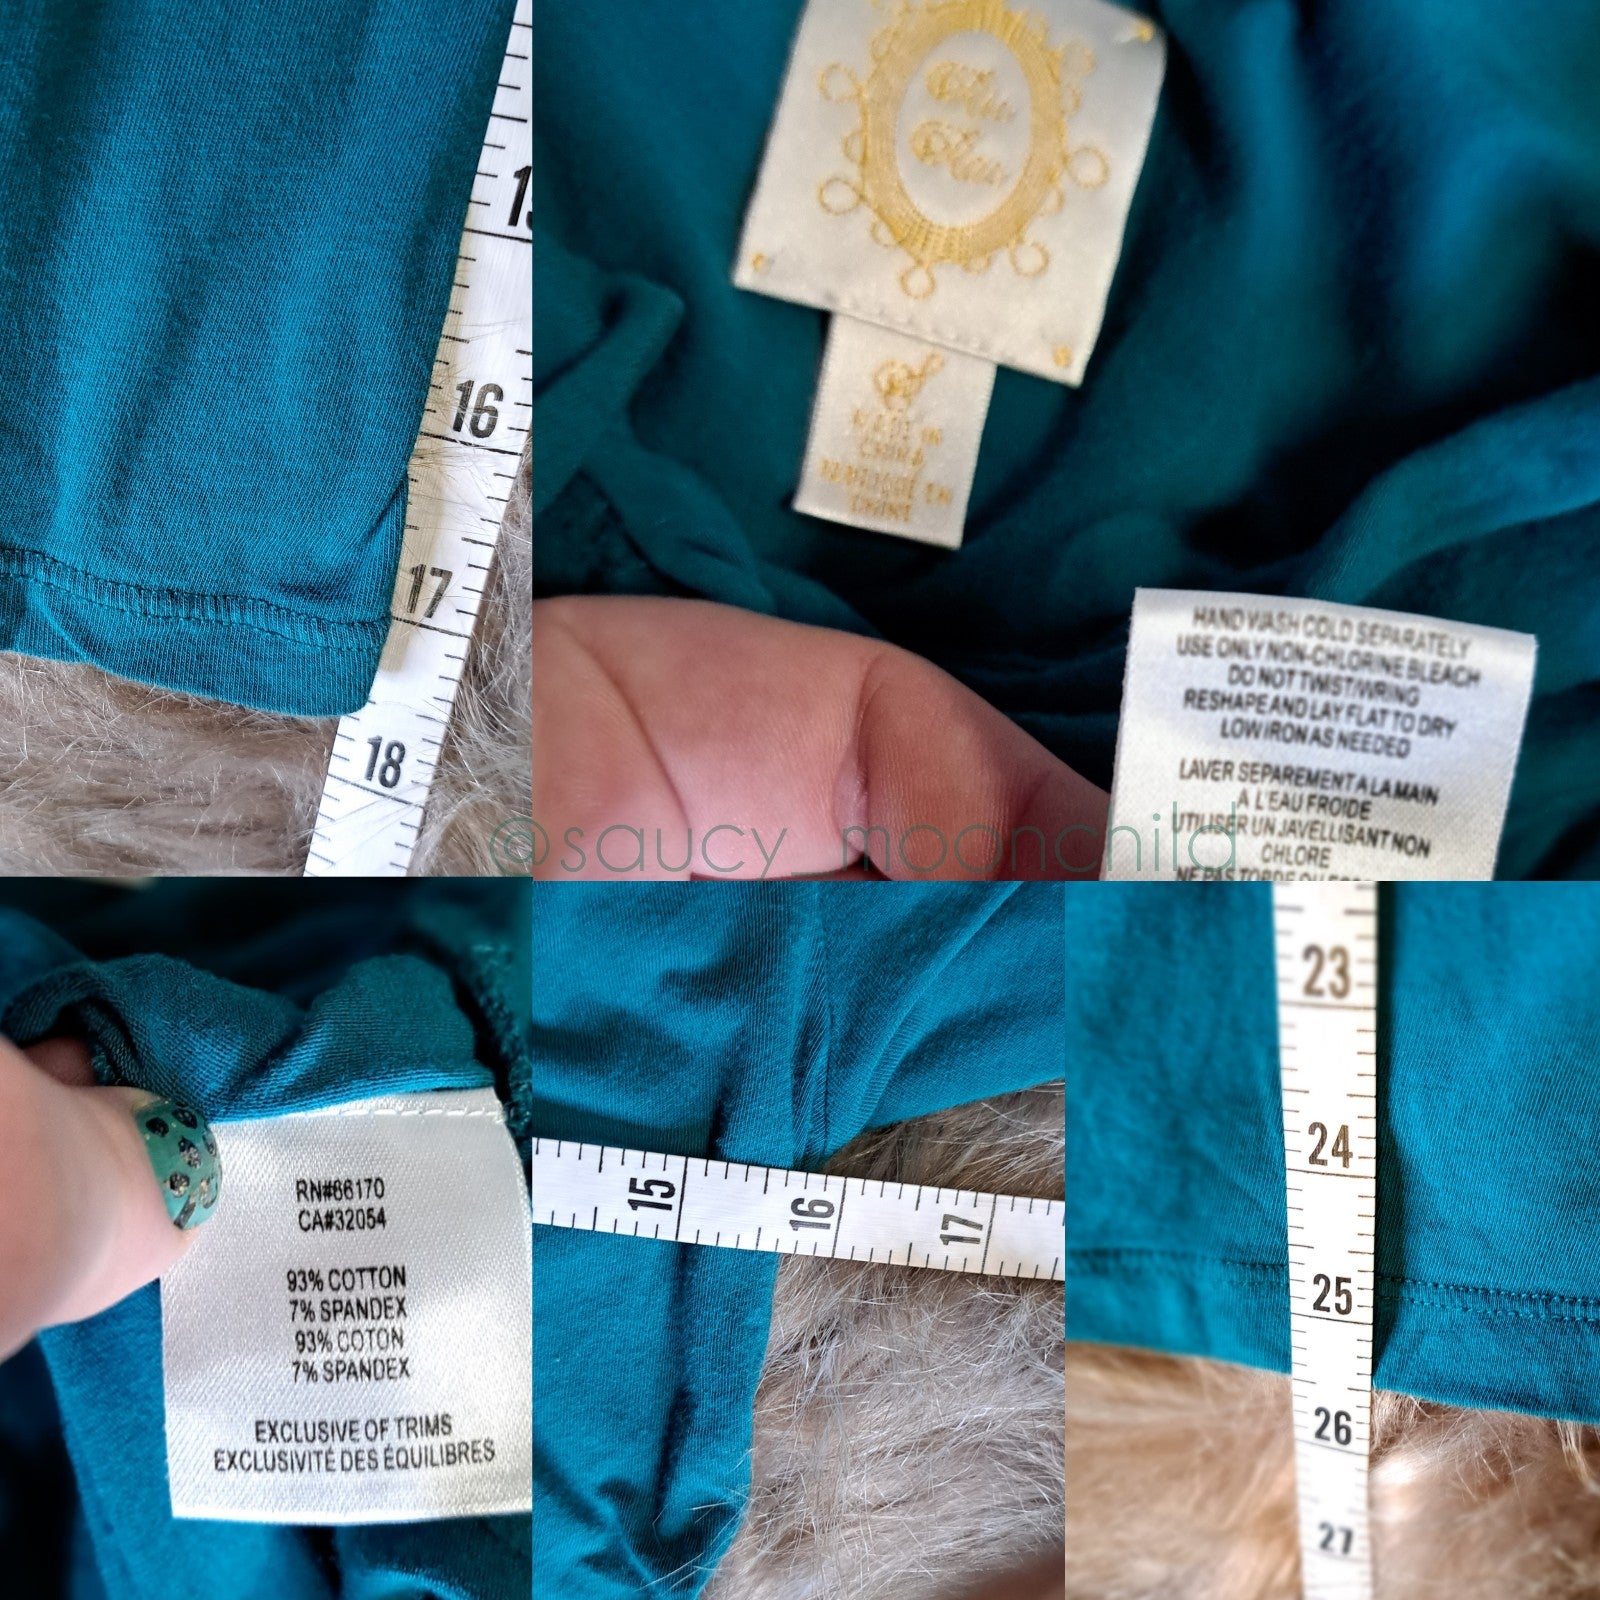 15
16
17
18
MADE IN
CHINA
CHINE
HAND WASH COLD SEPARATELY
USE ONLY NON-CHLORINE BLEACH
DO NOT TWIST/WRING
RESHAPE AND LAY FLAT TO DRY
LOW IRON AS NEEDED
LAVER SEPAREMENT A LA MAIN
A L'EAU FROIDE
UTILISER UN JAVELLISANT NON
CHLORE
@saucy_moonchild
RN#66170
CA#32054
93% COTTON
7% SPANDEX
93% COTON
7% SPANDEX
EXCLUSIVE OF TRIMS
EXCLUSIVITÉ DES ÉQUILIBRES
15
16
17
23
24
25
26
27